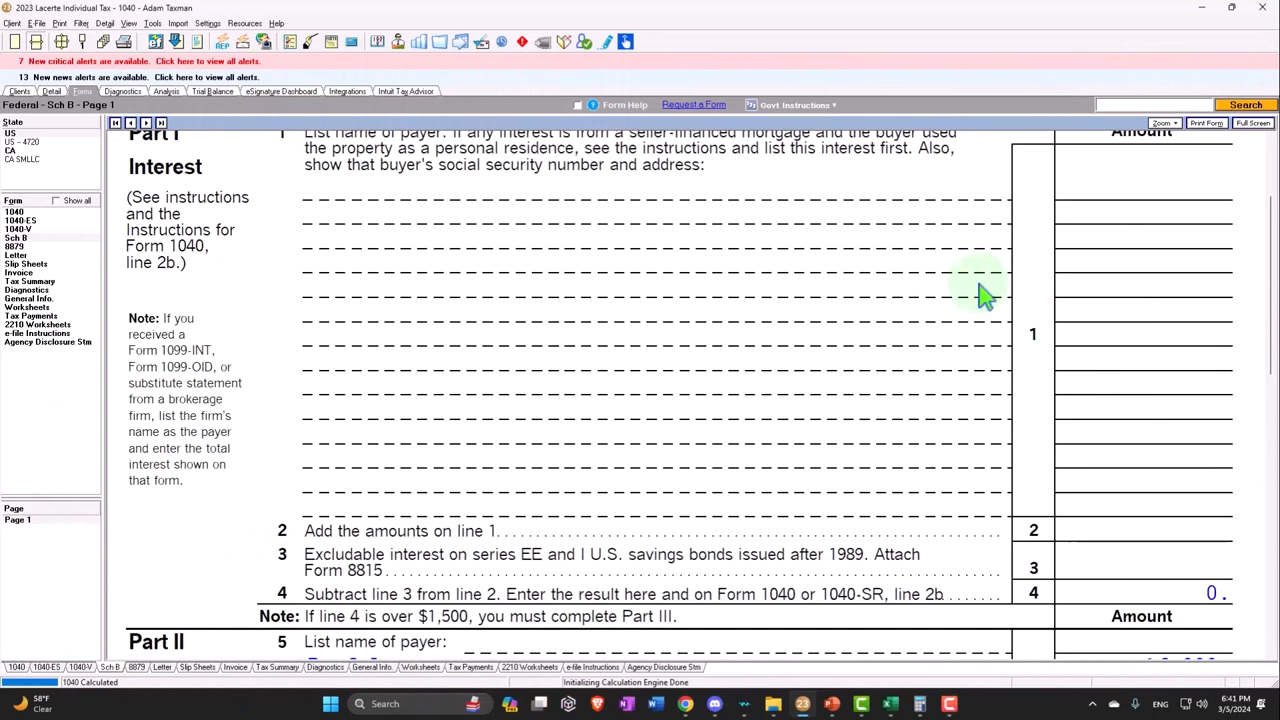 2023 Lacerte Individual Tax - 1040 - Adam Taxman
Client E-File Print Filter Detail View Tools Import Settings Resources Help
7 New critical alerts are available. Click here to view all alerts.
13 New news alerts are available. Click here to view all alerts.
Clients Detail Forms Diagnostics Analysis Trial Balance eSignature Dashboard Integrations Intuit Tax Advisor
Federal - Sch B - Page 1
Form Help Request a Form Govt Instructions Search
Zoom Print Form Full Screen
State
US
US - 4720
CA
CA SMLLC
Form Show all
1040
1040-ES
1040-V
Sch B
8879
Letter
Slip Sheets
Invoice
Tax Summary
Diagnostics
General Info.
Worksheets
Tax Payments
2210 Worksheets
e-file Instructions
Agency Disclosure Stm
Page
Page 1
Part I
Interest
(See instructions
and the
Instructions for
Form 1040,
line 2b.)
Note: If you
received a
Form 1099-INT,
Form 1099-OID, or
substitute statement
from a brokerage
firm, list the firm's
name as the payer
and enter the total
interest shown on
that form.
1 List name of payer. If any interest is from a seller-financed mortgage and the buyer used Amount
the property as a personal residence, see the instructions and list this interest first. Also,
show that buyer's social security number and address:
1
2 Add the amounts on line 1 2
3 Excludable interest on series EE and I U.S. savings bonds issued after 1989. Attach
Form 8815 3
4 Subtract line 3 from line 2. Enter the result here and on Form 1040 or 1040-SR, line 2b 4 0.
Note: If line 4 is over $1,500, you must complete Part III. Amount
Part II 5 List name of payer:
1040 1040-ES 1040-V Sch B 8879 Letter Slip Sheets Invoice Tax Summary Diagnostics General Info. Worksheets Tax Payments 2210 Worksheets e-file Instructions Agency Disclosure Stm
1040 Calculated Initializing Calculation Engine Done
58°F
Clear
Search
23
ENG
6:41 PM
3/5/2024